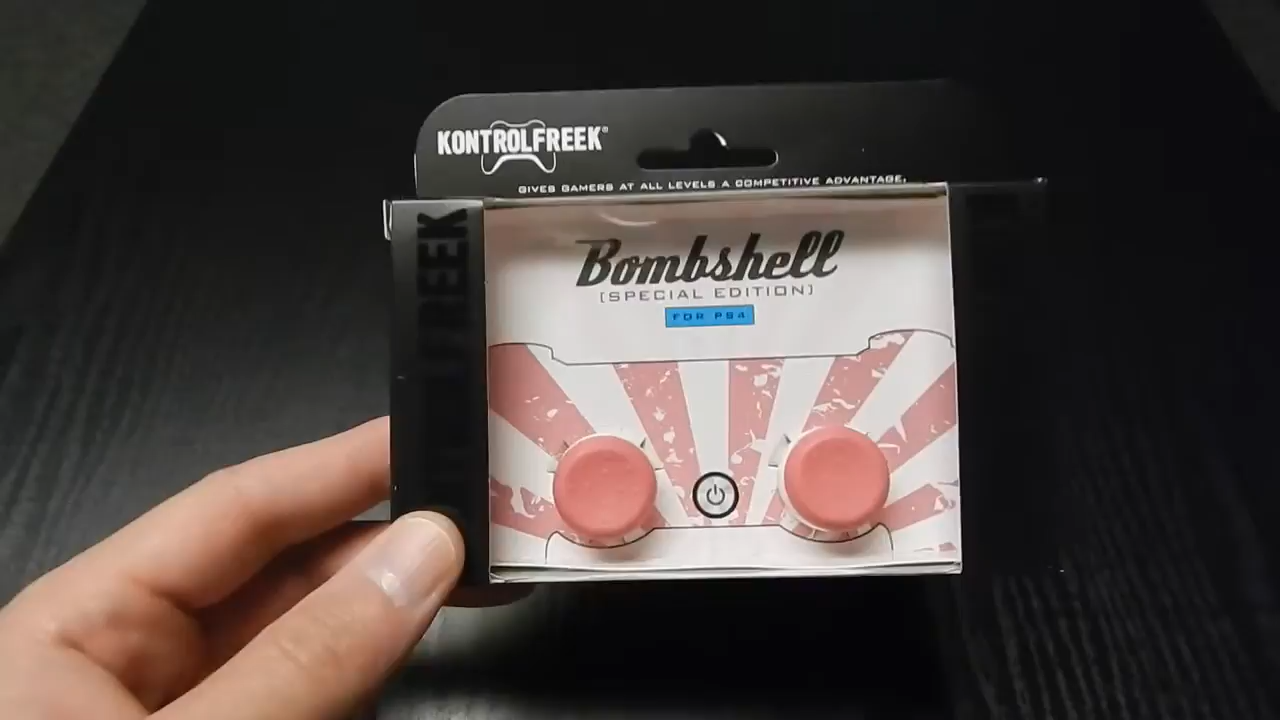 KONTROLFREEK®
GIVES GAMERS AT ALL LEVELS A COMPETITIVE ADVANTAGE.
Bombshell
[SPECIAL EDITION]
FOR PS4